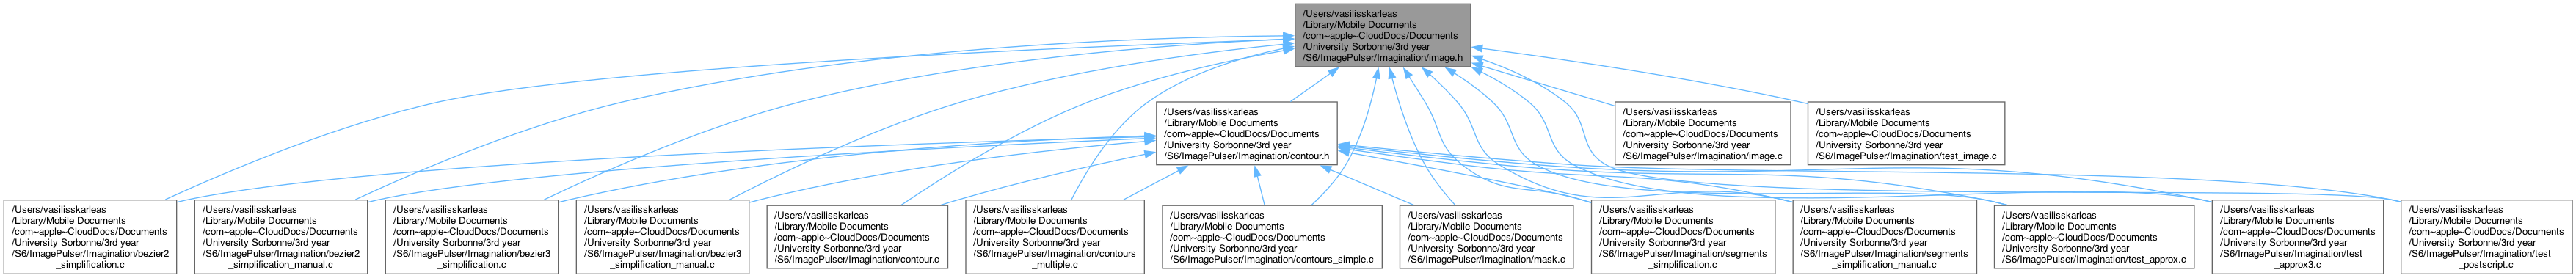 /Users/vasilisskarleas
/Library/Mobile Documents
/com~apple~CloudDocs/Documents
/University Sorbonne/3rd year
/S6/ImagePulser/Imagination/image.h
/Users/vasilisskarleas
/Library/Mobile Documents
/com~apple~CloudDocs/Documents
/University Sorbonne/3rd year
/S6/ImagePulser/Imagination/contour.h
/Users/vasilisskarleas
/Library/Mobile Documents
/com~apple~CloudDocs/Documents
/University Sorbonne/3rd year
/S6/ImagePulser/Imagination/image.c
/Users/vasilisskarleas
/Library/Mobile Documents
/com~apple~CloudDocs/Documents
/University Sorbonne/3rd year
/S6/ImagePulser/Imagination/test_image.c
/Users/vasilisskarleas
/Library/Mobile Documents
/com~apple~CloudDocs/Documents
/University Sorbonne/3rd year
/S6/ImagePulser/Imagination/bezier2
_simplification.c
/Users/vasilisskarleas
/Library/Mobile Documents
/com~apple~CloudDocs/Documents
/University Sorbonne/3rd year
/S6/ImagePulser/Imagination/bezier2
_simplification_manual.c
/Users/vasilisskarleas
/Library/Mobile Documents
/com~apple~CloudDocs/Documents
/University Sorbonne/3rd year
/S6/ImagePulser/Imagination/bezier3
_simplification.c
/Users/vasilisskarleas
/Library/Mobile Documents
/com~apple~CloudDocs/Documents
/University Sorbonne/3rd year
/S6/ImagePulser/Imagination/bezier3
_simplification_manual.c
/Users/vasilisskarleas
/Library/Mobile Documents
/com~apple~CloudDocs/Documents
/University Sorbonne/3rd year
/S6/ImagePulser/Imagination/contour.c
/Users/vasilisskarleas
/Library/Mobile Documents
/com~apple~CloudDocs/Documents
/University Sorbonne/3rd year
/S6/ImagePulser/Imagination/contours
_multiple.c
/Users/vasilisskarleas
/Library/Mobile Documents
/com~apple~CloudDocs/Documents
/University Sorbonne/3rd year
/S6/ImagePulser/Imagination/contours_simple.c
/Users/vasilisskarleas
/Library/Mobile Documents
/com~apple~CloudDocs/Documents
/University Sorbonne/3rd year
/S6/ImagePulser/Imagination/mask.c
/Users/vasilisskarleas
/Library/Mobile Documents
/com~apple~CloudDocs/Documents
/University Sorbonne/3rd year
/S6/ImagePulser/Imagination/segments
_simplification.c
/Users/vasilisskarleas
/Library/Mobile Documents
/com~apple~CloudDocs/Documents
/University Sorbonne/3rd year
/S6/ImagePulser/Imagination/segments
_simplification_manual.c
/Users/vasilisskarleas
/Library/Mobile Documents
/com~apple~CloudDocs/Documents
/University Sorbonne/3rd year
/S6/ImagePulser/Imagination/test_approx.c
/Users/vasilisskarleas
/Library/Mobile Documents
/com~apple~CloudDocs/Documents
/University Sorbonne/3rd year
/S6/ImagePulser/Imagination/test
_approx3.c
/Users/vasilisskarleas
/Library/Mobile Documents
/com~apple~CloudDocs/Documents
/University Sorbonne/3rd year
/S6/ImagePulser/Imagination/test
_postscript.c